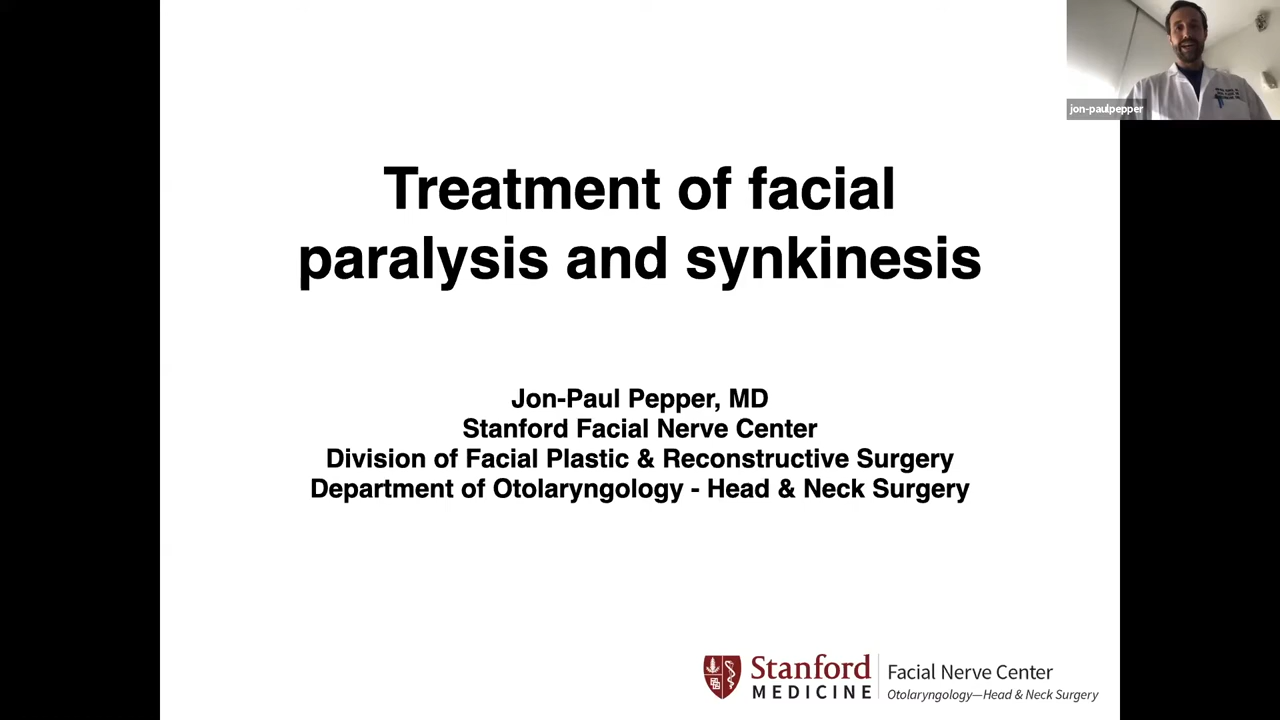 jon-paulpepper
Treatment of facial
paralysis and synkinesis
Jon-Paul Pepper, MD
Stanford Facial Nerve Center
Division of Facial Plastic & Reconstructive Surgery
Department of Otolaryngology - Head & Neck Surgery
Stanford
MEDICINE
Facial Nerve Center
Otolaryngology—Head & Neck Surgery